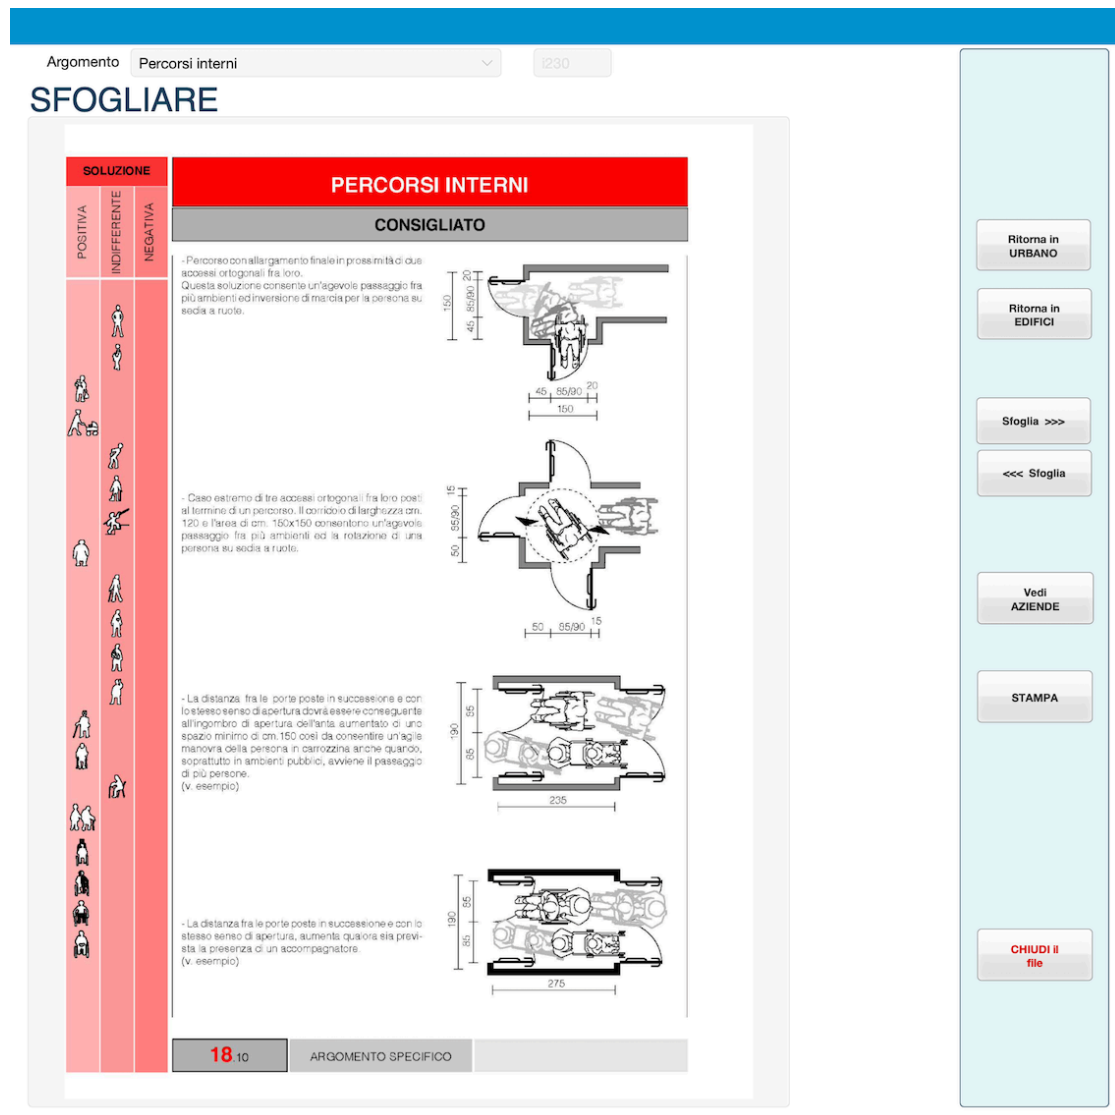 Argomento Percorsi interni i230
SFOGLIARE
SOLUZIONE
POSITIVA
INDIFFERENTE
NEGATIVA
PERCORSI INTERNI
CONSIGLIATO
- Percorso con allargamento finale in prossimità di due
accessi ortogonali fra loro.
Questa soluzione consente un'agevole passaggio fra
più ambienti ed inversione di marcia per la persona su
sedia a ruote.
150
20
85/90
45
45 85/90 20
150
- Caso estremo di tre accessi ortogonali fra loro posti
al termine di un percorso. Il corridoio di larghezza cm.
120 e l'area di cm. 150x150 consentono un'agevole
passaggio fra più ambienti ed la rotazione di una
persona su sedia a ruote.
15
85/90
50
50 85/90 15
- La distanza fra le porte poste in successione e con
lo stesso senso di apertura dovrà essere conseguente
all'ingombro di apertura dell'anta aumentato di uno
spazio minimo di cm.150 così da consentire un'agile
manovra della persona in carrozzina anche quando,
soprattutto in ambienti pubblici, avviene il passaggio
di più persone.
(v. esempio)
190
85
85
235
- La distanza fra le porte poste in successione e con lo
stesso senso di apertura, aumenta qualora sia previ-
sta la presenza di un accompagnatore.
(v. esempio)
190
85
85
275
18.10 ARGOMENTO SPECIFICO
Ritorna in
URBANO
Ritorna in
EDIFICI
Sfoglia >>>
<<< Sfoglia
Vedi
AZIENDE
STAMPA
CHIUDI il
file